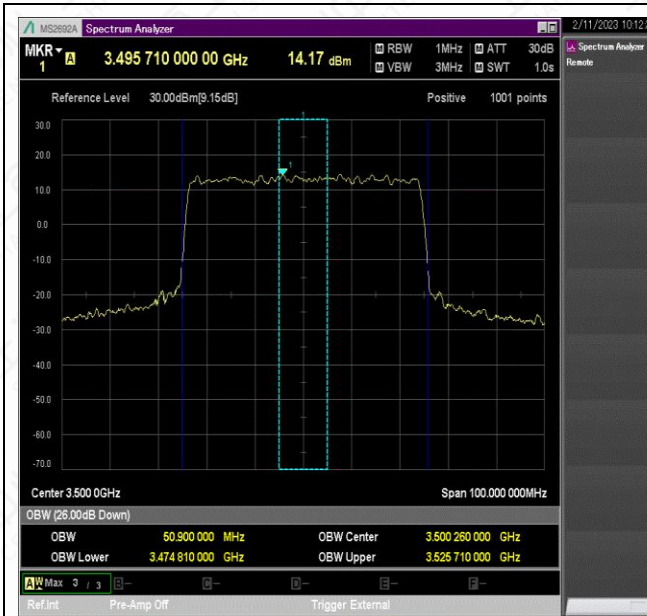 MS2692A Spectrum Analyzer
2/11/2023 10:12:
MKR 1 A 3.495 710 000 00 GHz 14.17 dBm
RBW 1MHz ATT 30dB
VBW 3MHz SWT 1.0s
Spectrum Analyzer
Remote
Reference Level 30.00dBm[9.15dB] Positive 1001 points
1
30.0
20.0
1
10.0
0.0
-10.0
-20.0
-30.0
-40.0
-50.0
-60.0
-70.0
Center 3.500 0GHz Span 100.000 000MHz
OBW (26.00dB Down)
OBW 50.900 000 MHz OBW Center 3.500 260 000 GHz
OBW Lower 3.474 810 000 GHz OBW Upper 3.525 710 000 GHz
A W Max 3 / 3 B- C- D- E- F-
Ref.Int Pre-Amp Off Trigger External